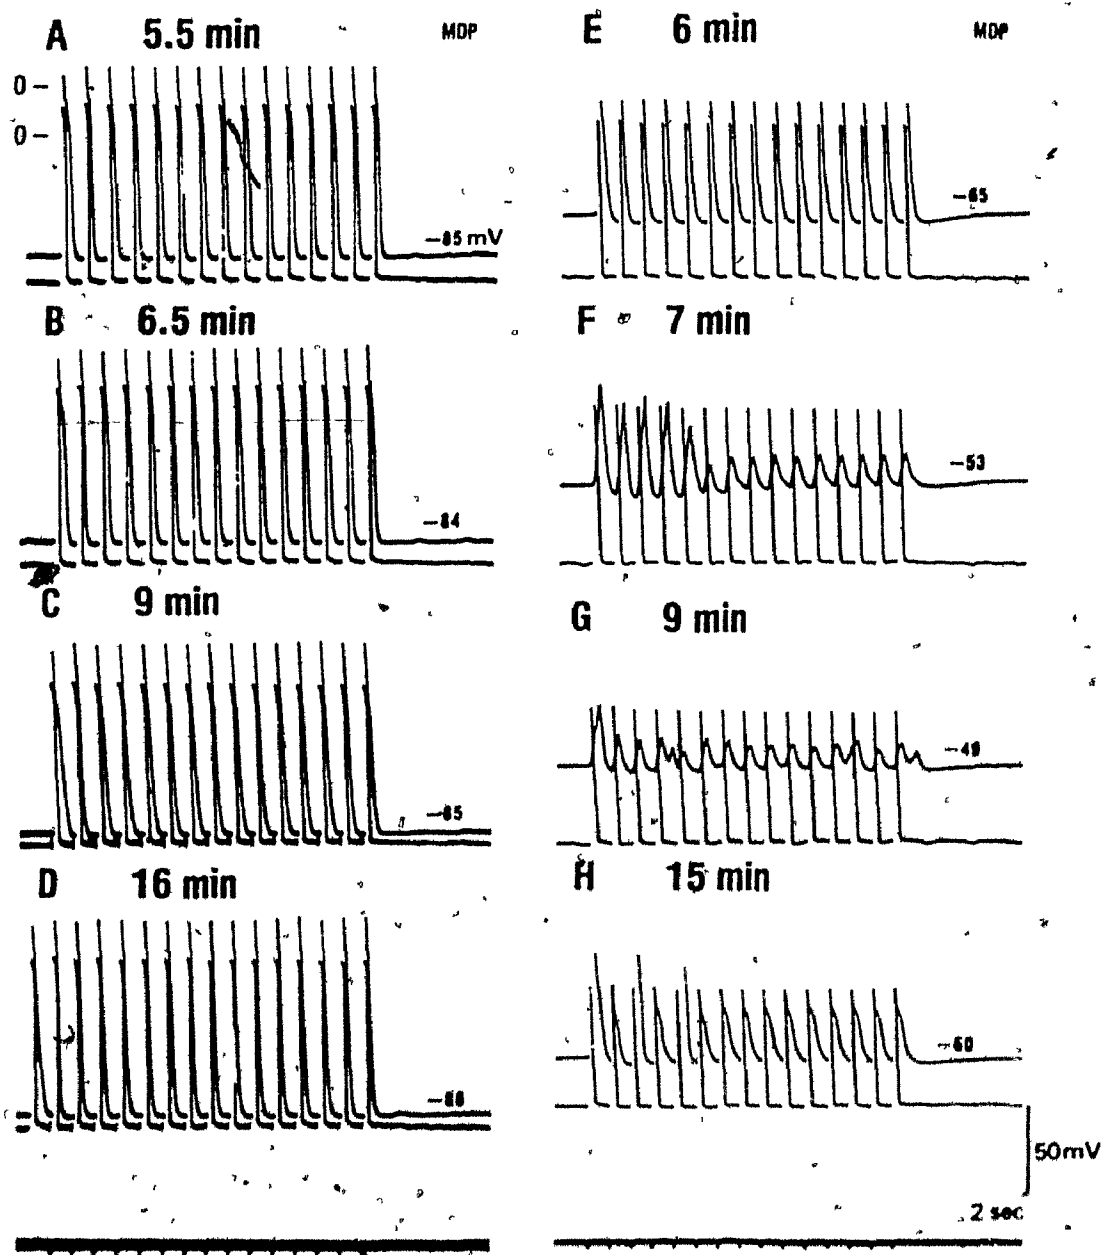 A 5.5 min MDP
0 –
0 –
–85 mV
B 6.5 min
–84
C 9 min
–85
D 16 min
E 6 min MDP
–65
F 7 min
–53
G 9 min
–49
H 15 min
–60
50mV
2 sec